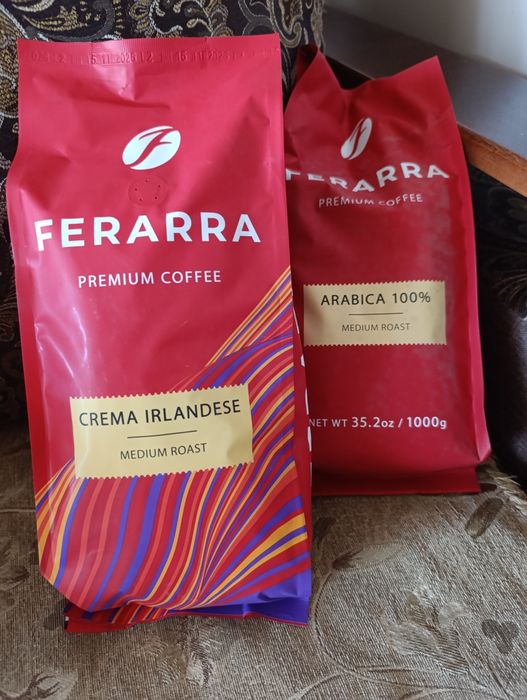 FERARRA
PREMIUM COFFEE
CREMA IRLANDESE
MEDIUM ROAST
FERARRA
PREMIUM COFFEE
ARABICA 100%
MEDIUM ROAST
NET WT 35.2oz / 1000g